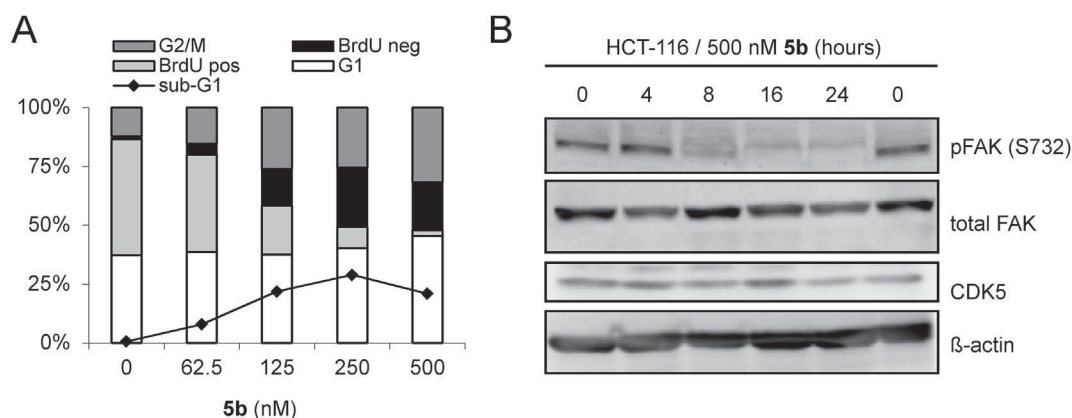 A
G2/M BrdU neg
BrdU pos G1
sub-G1
100%
75%
50%
25%
0%
0 62.5 125 250 500
5b (nM)
B
HCT-116 / 500 nM 5b (hours)
0 4 8 16 24 0
pFAK (S732)
total FAK
CDK5
ß-actin